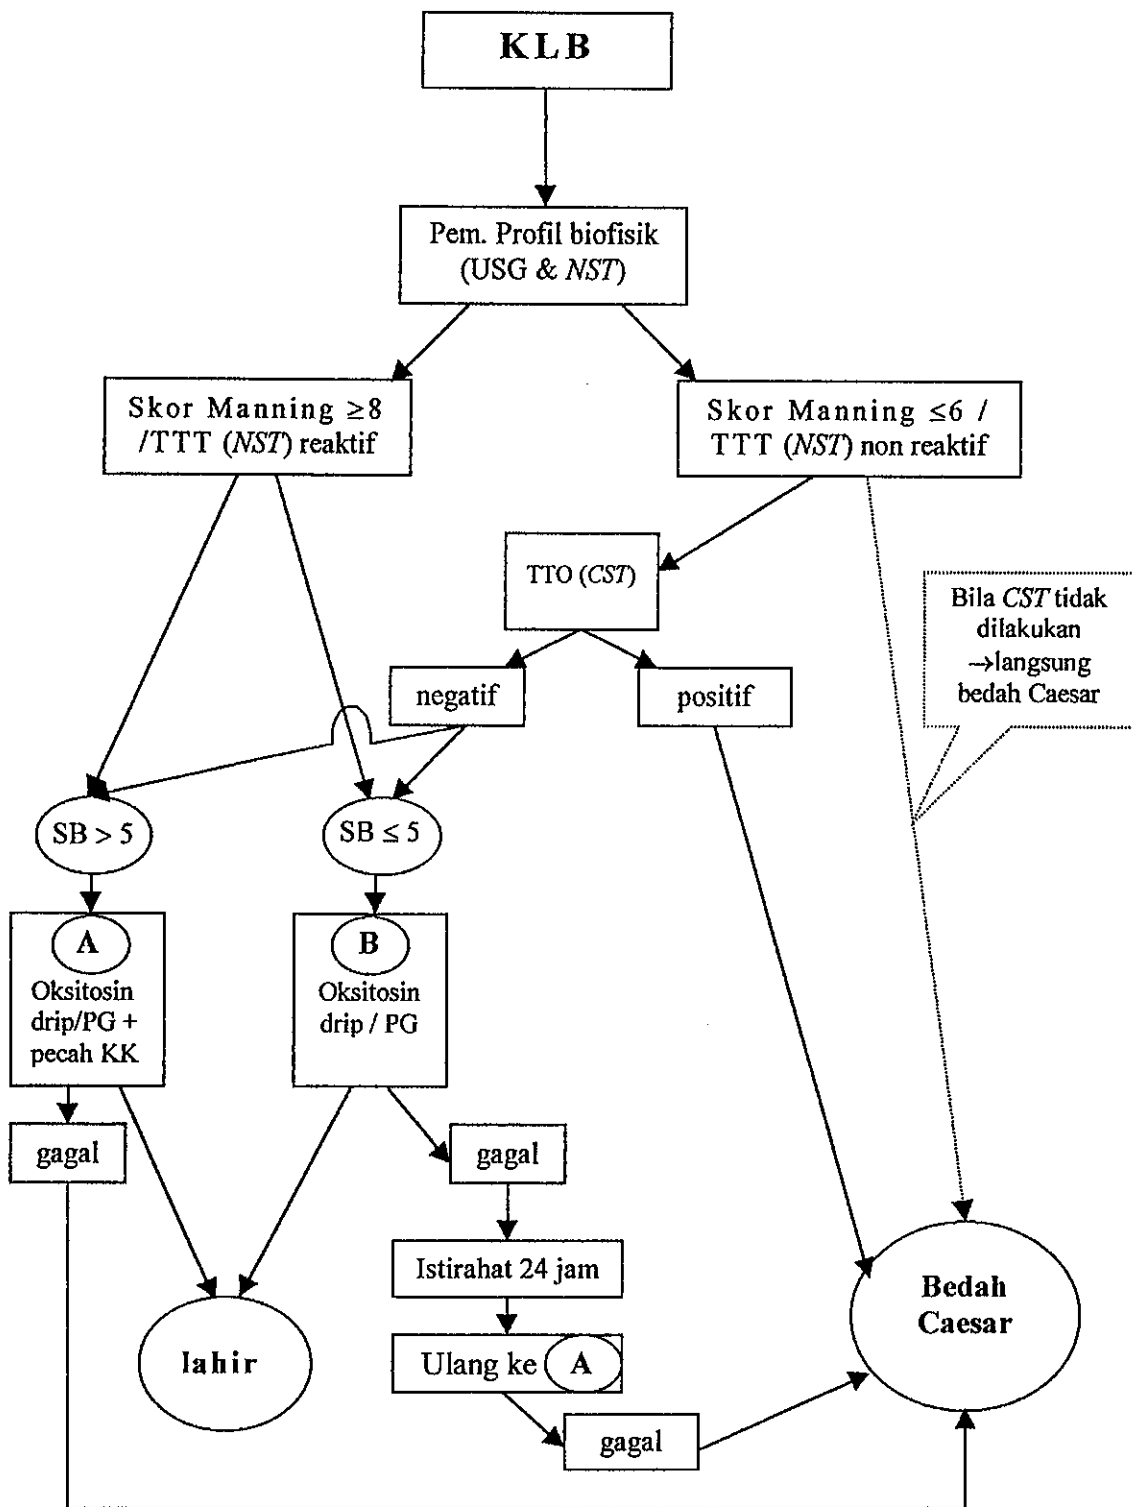 KLB
Pem. Profil biofisik
(USG & NST)
Skor Manning ≥8
/TTT (NST) reaktif
Skor Manning ≤6 /
TTT (NST) non reaktif
TTO (CST)
Bila CST tidak
dilakukan
→langsung
bedah Caesar
negatif
positif
SB > 5
SB ≤ 5
A
Oksitosin
drip/PG +
pecah KK
B
Oksitosin
drip / PG
gagal
gagal
Istirahat 24 jam
lahir
Ulang ke A
gagal
Bedah
Caesar